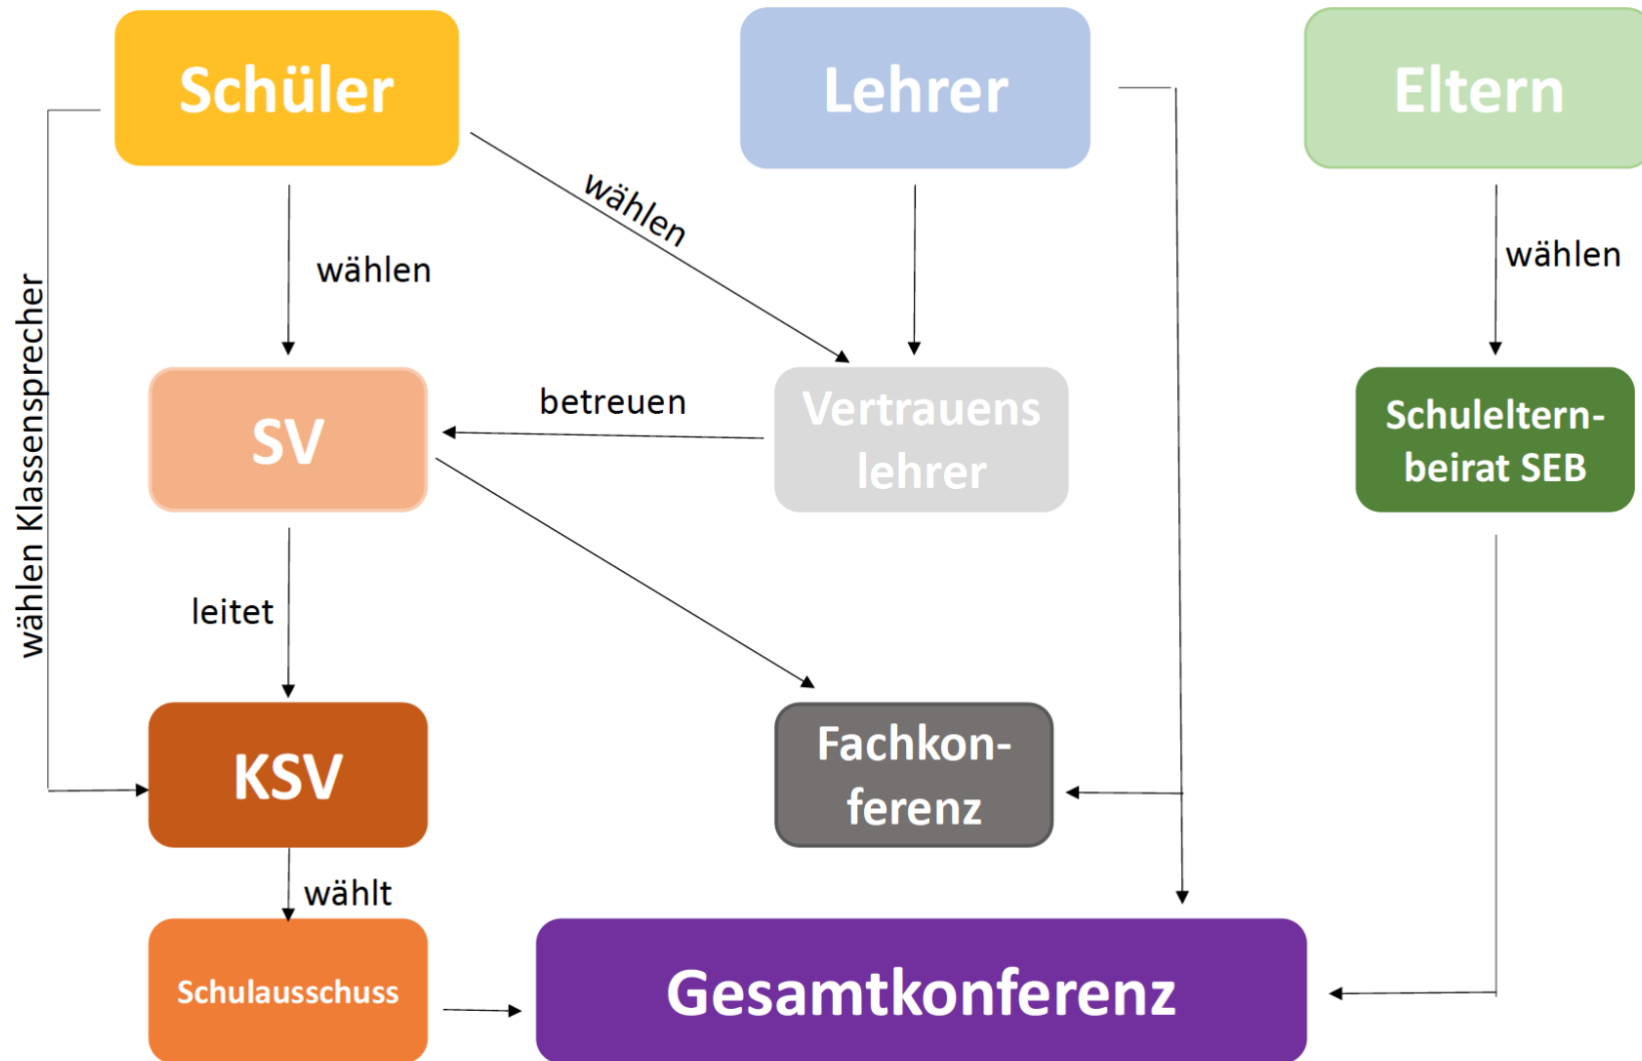 Schüler
Lehrer
Eltern
wählen
wählen
wählen
wählen Klassensprecher
SV
betreuen
Vertrauens
lehrer
Schuleltern-
beirat SEB
leitet
KSV
Fachkon-
ferenz
wählt
Schulausschuss
Gesamtkonferenz